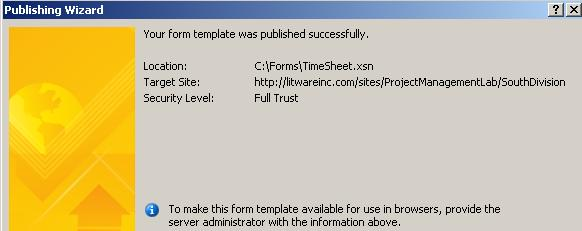 Publishing Wizard
Your form template was published successfully.
Location: C:\Forms\TimeSheet.xsn
Target Site: http://litwareinc.com/sites/ProjectManagementLab/SouthDivision
Security Level: Full Trust
To make this form template available for use in browsers, provide the
server administrator with the information above.